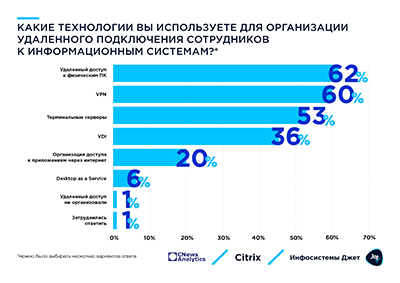 КАКИЕ ТЕХНОЛОГИИ ВЫ ИСПОЛЬЗУЕТЕ ДЛЯ ОРГАНИЗАЦИИ
УДАЛЕННОГО ПОДКЛЮЧЕНИЯ СОТРУДНИКОВ
К ИНФОРМАЦИОННЫМ СИСТЕМАМ?*
Удаленный доступ
к физическим ПК
62%
VPN
60%
Терминальные серверы
53%
VDI
36%
Организация доступа
к приложениям через интернет
20%
Desktop as a Service
6%
Удаленный доступ
не организовали
1%
Затруднились
ответить
1%
0% 10% 20% 30% 40% 50% 60% 70%
*Можно было выбирать несколько вариантов ответа
CNews
Analytics
Citrix
Инфосистемы Джет
Jet